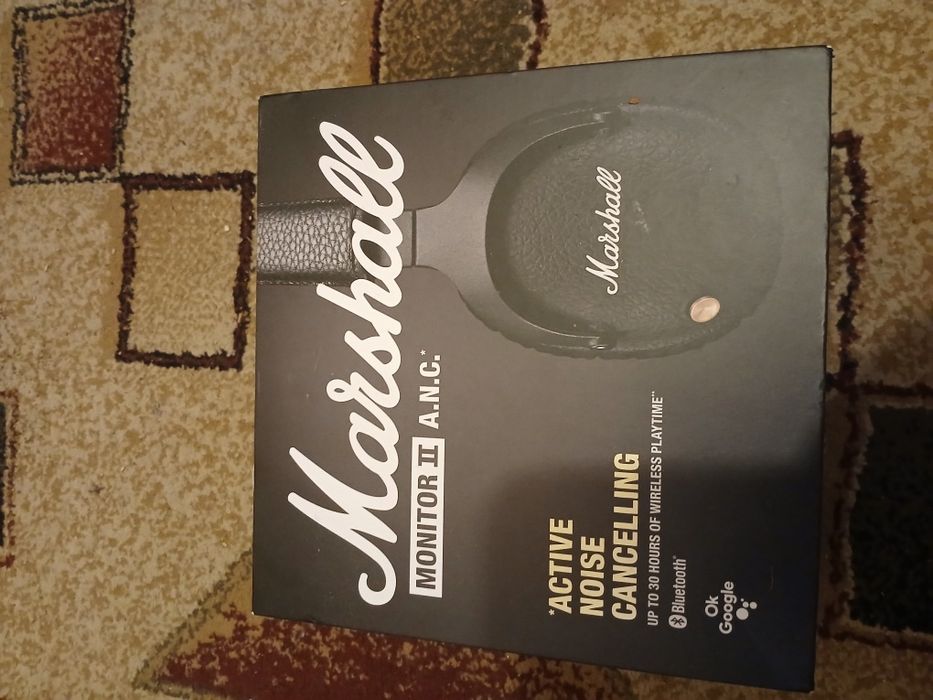 Marshall
MONITOR II A.N.C.*
Marshall
*ACTIVE
NOISE
CANCELLING
UP TO 30 HOURS OF WIRELESS PLAYTIME**
Bluetooth®
Ok
Google